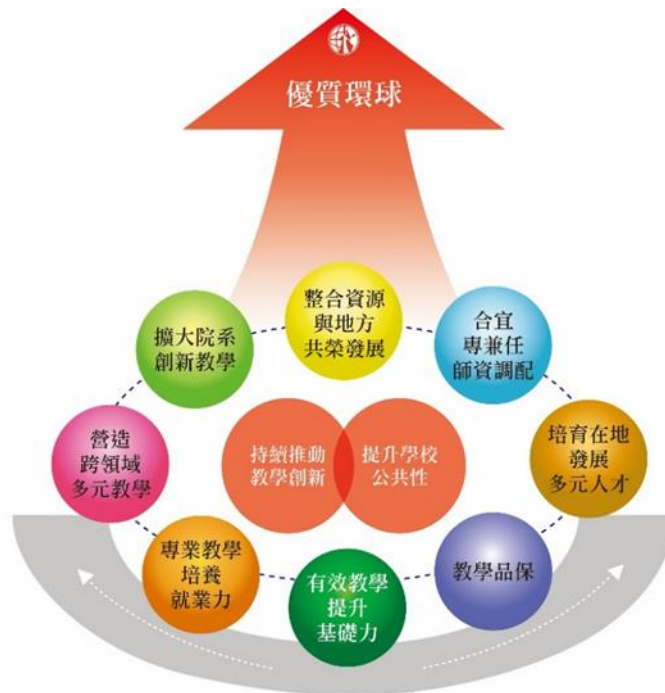 優質環球
整合資源
與地方
共榮發展
擴大院系
創新教學
合宜
專兼任
師資調配
營造
跨領域
多元教學
持續推動
教學創新
提升學校
公共性
培育在地
發展
多元人才
專業教學
培養
就業力
有效教學
提升
基礎力
教學品保